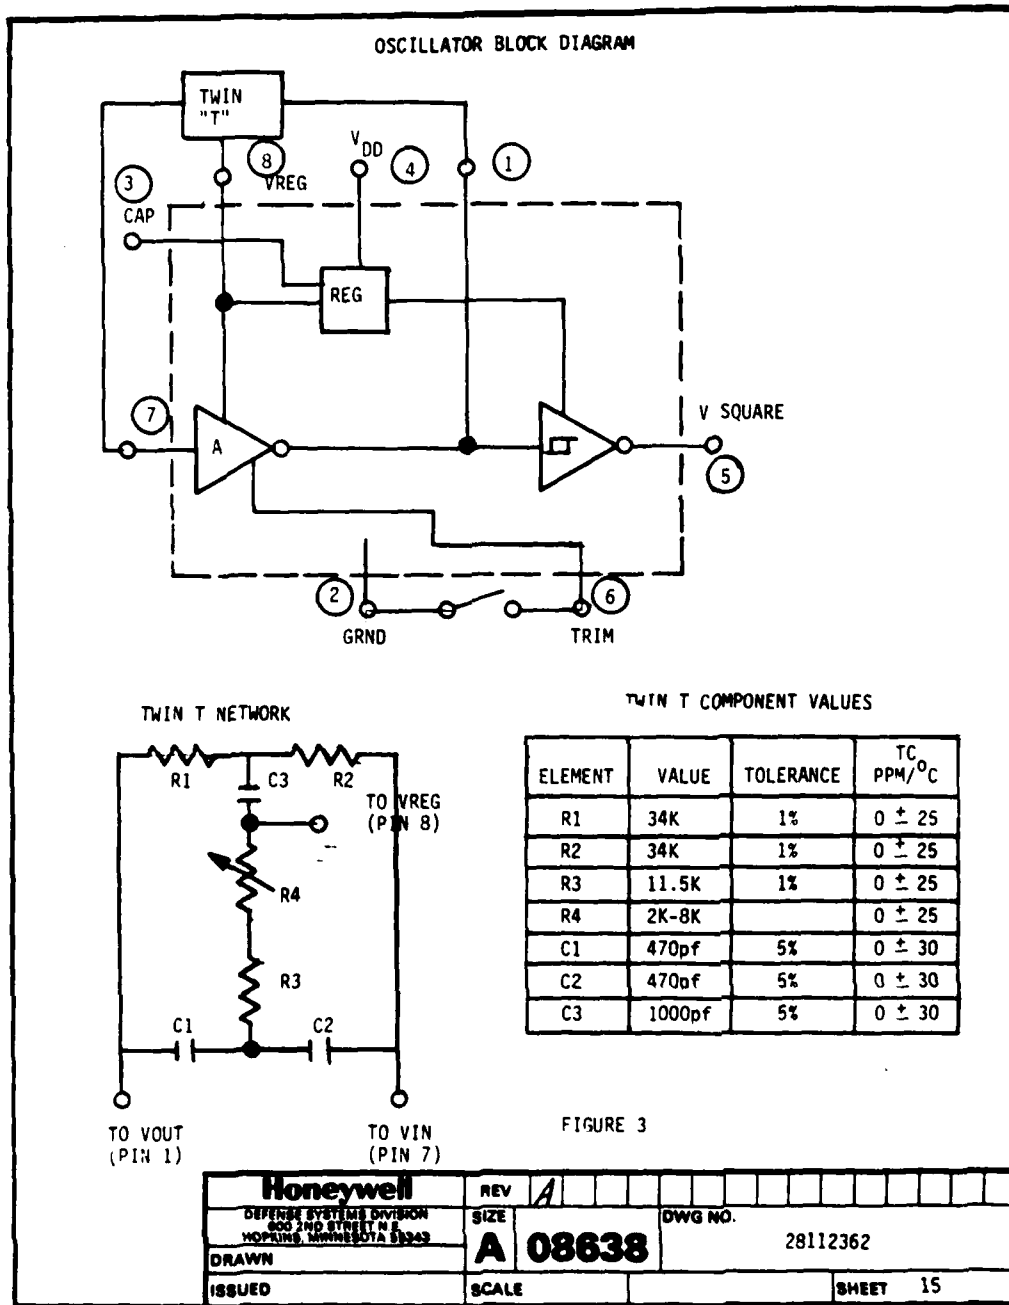 OSCILLATOR BLOCK DIAGRAM
TWIN
"T"
8
VREG
VDD
4
1
3
CAP
REG
7
A
V SQUARE
5
2
GRND
6
TRIM
TWIN T NETWORK
R1
C3
R2
TO VREG
(PIN 8)
R4
R3
C1
C2
TO VOUT
(PIN 1)
TO VIN
(PIN 7)
TWIN T COMPONENT VALUES
ELEMENT VALUE TOLERANCE TC PPM/°C
R1 34K 1% 0 ± 25
R2 34K 1% 0 ± 25
R3 11.5K 1% 0 ± 25
R4 2K-8K 0 ± 25
C1 470pf 5% 0 ± 30
C2 470pf 5% 0 ± 30
C3 1000pf 5% 0 ± 30
FIGURE 3
Honeywell
DEFENSE SYSTEMS DIVISION
600 2ND STREET N.E.
HOPKINS, MINNESOTA 55343
DRAWN
ISSUED
REV A
SIZE
A
08638
DWG NO.
28112362
SCALE
SHEET 15